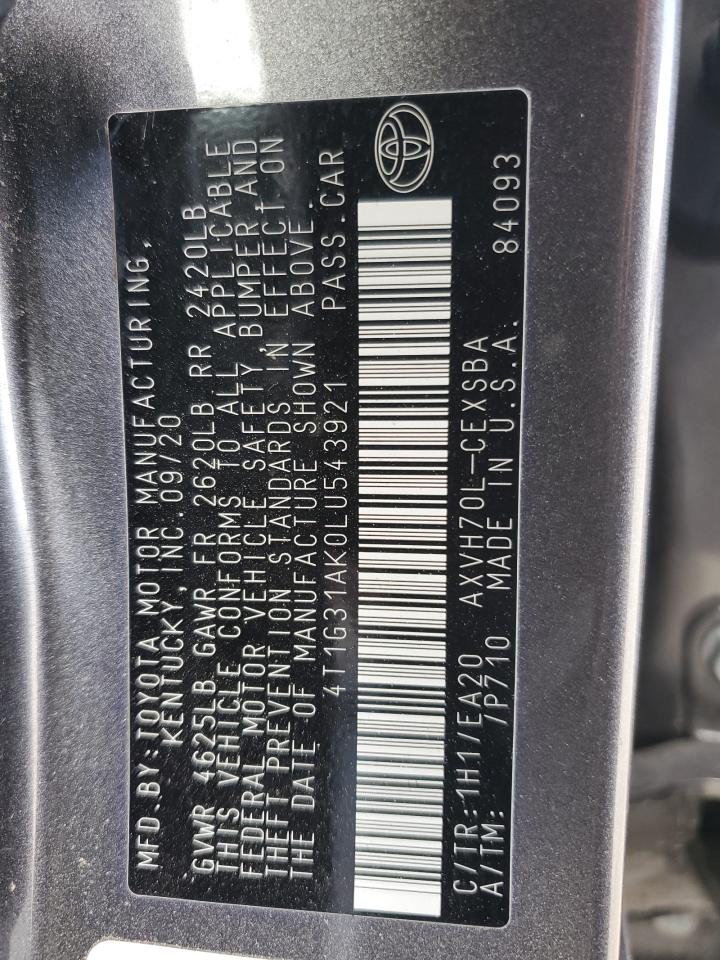 MFD.BY:TOYOTA MOTOR MANUFACTURING,
KENTUCKY, INC.09/20
GVWR 4625LB GAWR FR 2620LB RR 2420LB
THIS VEHICLE CONFORMS TO ALL APPLICABLE
FEDERAL MOTOR VEHICLE SAFETY, BUMPER AND
THEFT PREVENTION STANDARDS IN EFFECT ON
THE DATE OF MANUFACTURE SHOWN ABOVE.
4T1G31AK0LU543921 PASS.CAR
C/TR:1H1/EA20 AXVH70L-CEXSBA
A/TM: /P710 MADE IN U.S.A. 84093